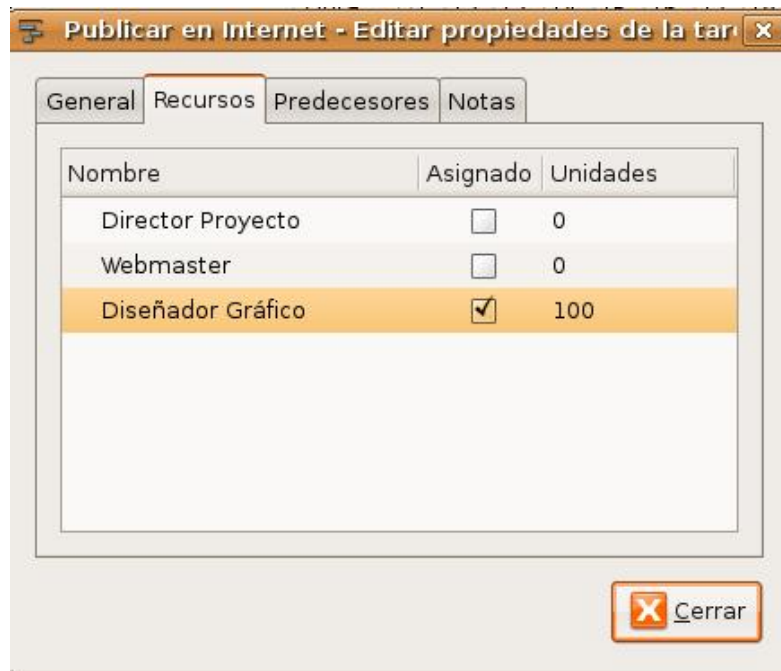 Publicar en Internet - Editar propiedades de la tar
General Recursos Predecesores Notas
Nombre Asignado Unidades
Director Proyecto 0
Webmaster 0
Diseñador Gráfico 100
Cerrar